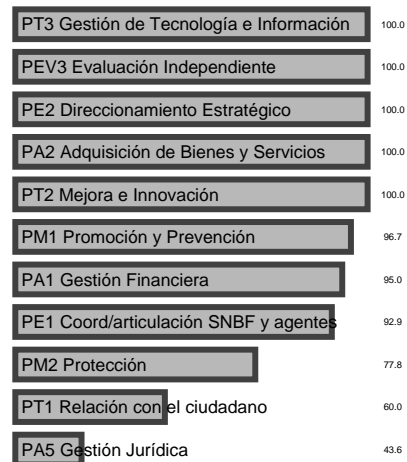 PT3 Gestión de Tecnología e Información 100.0
PEV3 Evaluación Independiente 100.0
PE2 Direccionamiento Estratégico 100.0
PA2 Adquisición de Bienes y Servicios 100.0
PT2 Mejora e Innovación 100.0
PM1 Promoción y Prevención 96.7
PA1 Gestión Financiera 95.0
PE1 Coord/articulación SNBF y agentes 92.9
PM2 Protección 77.8
PT1 Relación con el ciudadano 60.0
PA5 Gestión Jurídica 43.6